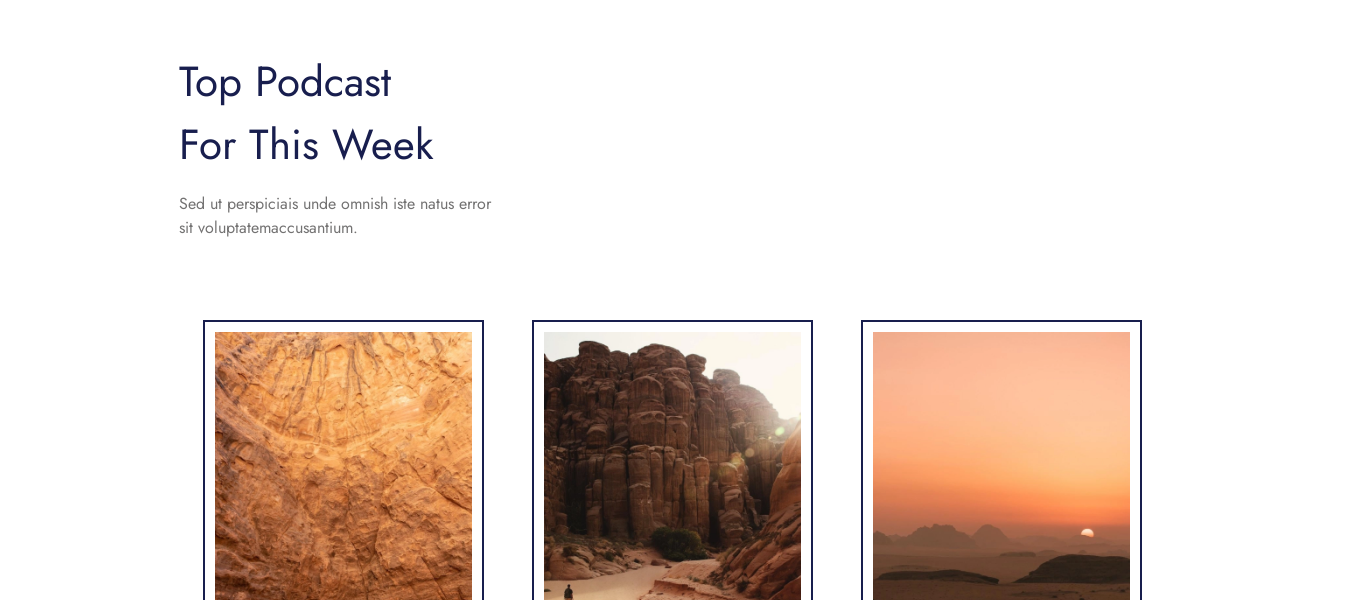 Top Podcast
For This Week
Sed ut perspiciais unde omnish iste natus error
sit voluptatemaccusantium.